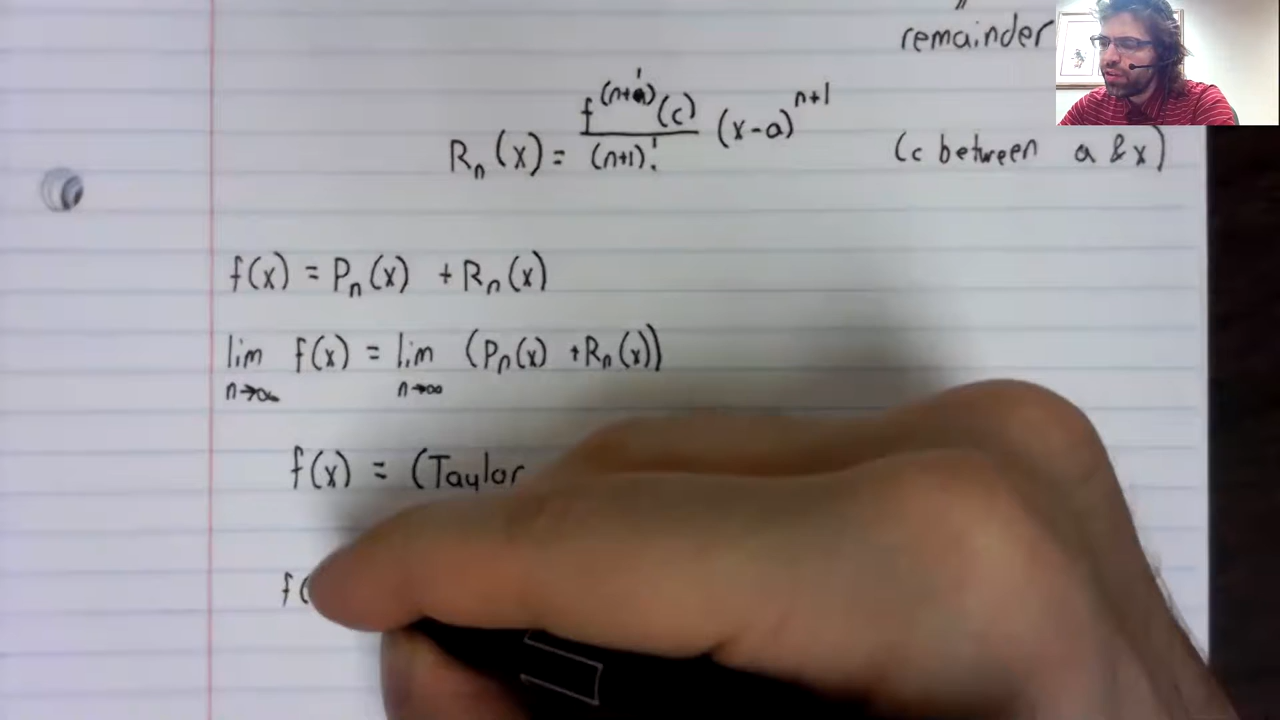 remainder
R_n(x) = f^(n+1)(c) / (n+1)! (x-a)^n+1 (c between a & x)
f(x) = P_n(x) + R_n(x)
lim n→∞ f(x) = lim n→∞ (P_n(x) + R_n(x))
f(x) = (Taylor
f(